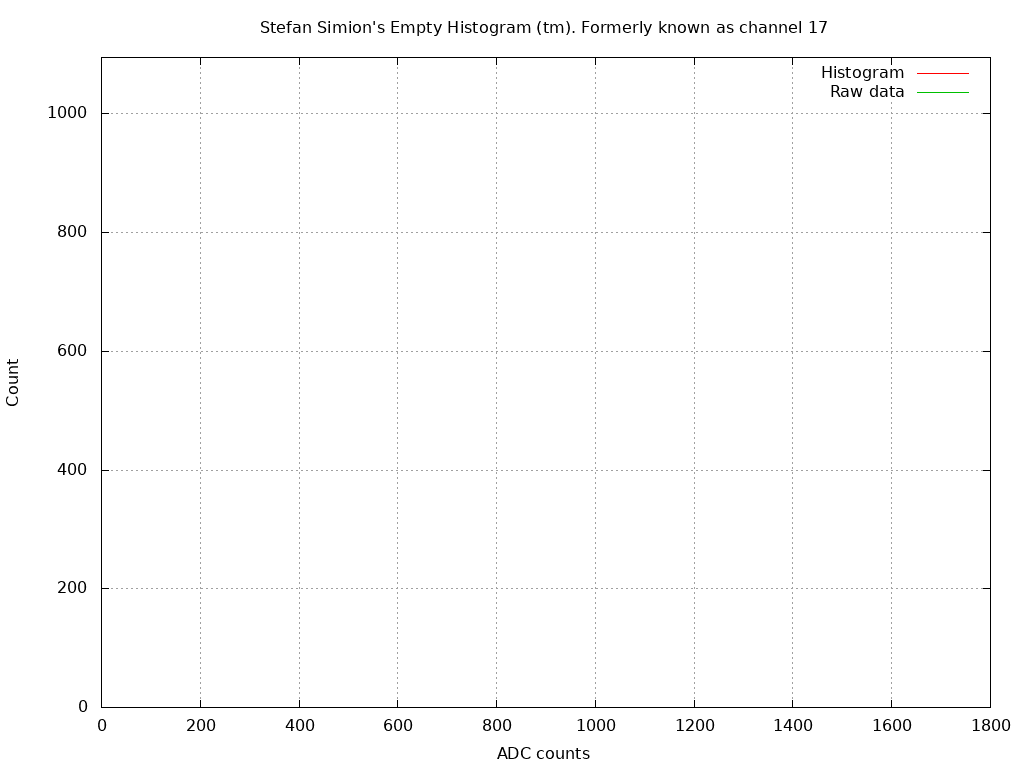 Stefan Simion's Empty Histogram (tm). Formerly known as channel 17
Histogram
Raw data
1000
800
600
400
200
0
Count
0 200 400 600 800 1000 1200 1400 1600 1800
ADC counts